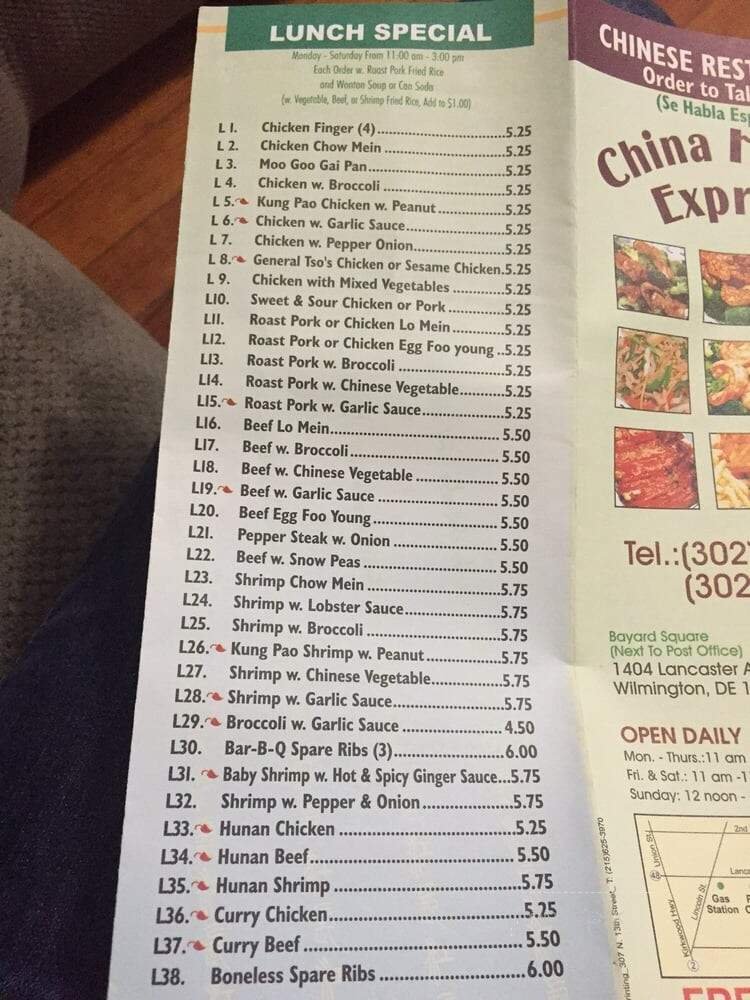 LUNCH SPECIAL
Monday - Saturday From 11:00 am - 3:00 pm
Each Order w. Roast Pork Fried Rice
and Wonton Soup or Can Soda
(w. Vegetable, Beef, or Shrimp Fried Rice, Add to $1.00)
L 1. Chicken Finger (4) 5.25
L 2. Chicken Chow Mein 5.25
L 3. Moo Goo Gai Pan 5.25
L 4. Chicken w. Broccoli 5.25
L 5. Kung Pao Chicken w. Peanut 5.25
L 6. Chicken w. Garlic Sauce 5.25
L 7. Chicken w. Pepper Onion 5.25
L 8. General Tso's Chicken or Sesame Chicken 5.25
L 9. Chicken with Mixed Vegetables 5.25
L10. Sweet & Sour Chicken or Pork 5.25
L11. Roast Pork or Chicken Lo Mein 5.25
L12. Roast Pork or Chicken Egg Foo young 5.25
L13. Roast Pork w. Broccoli 5.25
L14. Roast Pork w. Chinese Vegetable 5.25
L15. Roast Pork w. Garlic Sauce 5.25
L16. Beef Lo Mein 5.50
L17. Beef w. Broccoli 5.50
L18. Beef w. Chinese Vegetable 5.50
L19. Beef w. Garlic Sauce 5.50
L20. Beef Egg Foo Young 5.50
L21. Pepper Steak w. Onion 5.50
L22. Beef w. Snow Peas 5.50
L23. Shrimp Chow Mein 5.75
L24. Shrimp w. Lobster Sauce 5.75
L25. Shrimp w. Broccoli 5.75
L26. Kung Pao Shrimp w. Peanut 5.75
L27. Shrimp w. Chinese Vegetable 5.75
L28. Shrimp w. Garlic Sauce 5.75
L29. Broccoli w. Garlic Sauce 4.50
L30. Bar-B-Q Spare Ribs (3) 6.00
L31. Baby Shrimp w. Hot & Spicy Ginger Sauce 5.75
L32. Shrimp w. Pepper & Onion 5.75
L33. Hunan Chicken 5.25
L34. Hunan Beef 5.50
L35. Hunan Shrimp 5.75
L36. Curry Chicken 5.25
L37. Curry Beef 5.50
L38. Boneless Spare Ribs 6.00
CHINESE REST
Order to Tak
(Se Habla Esp
China
Expr
Tel.:(302
(302
Bayard Square
(Next To Post Office)
1404 Lancaster A
Wilmington, DE 1
OPEN DAILY
Mon. - Thurs.:11 am
Fri. & Sat.: 11 am -1
Sunday: 12 noon -
2nd
Union St.
Lanca
Gas
Station
Lincoln St.
Kirkwood Hwy.
nting_307 N. 13th Street_ T: (215)625-3970